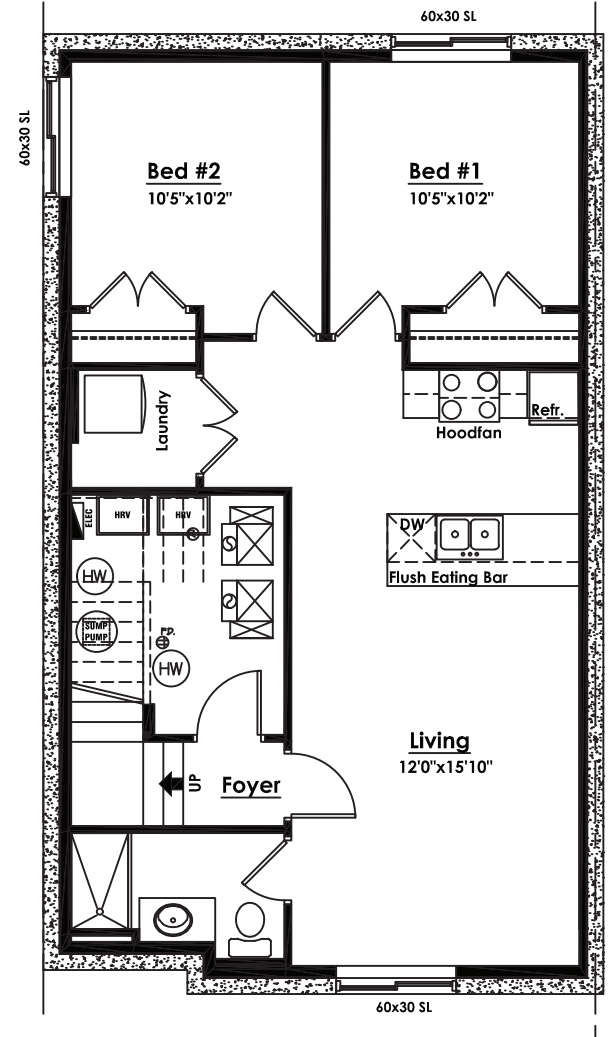 60x30 SL
60x30 SL
Bed #2
10'5"x10'2"
Bed #1
10'5"x10'2"
Laundry
Refr.
Hoodfan
ELEC
HRV
HRV
DW
HW
Flush Eating Bar
SUMP
PUMP
F.D.
HW
Living
12'0"x15'10"
UP
Foyer
60x30 SL